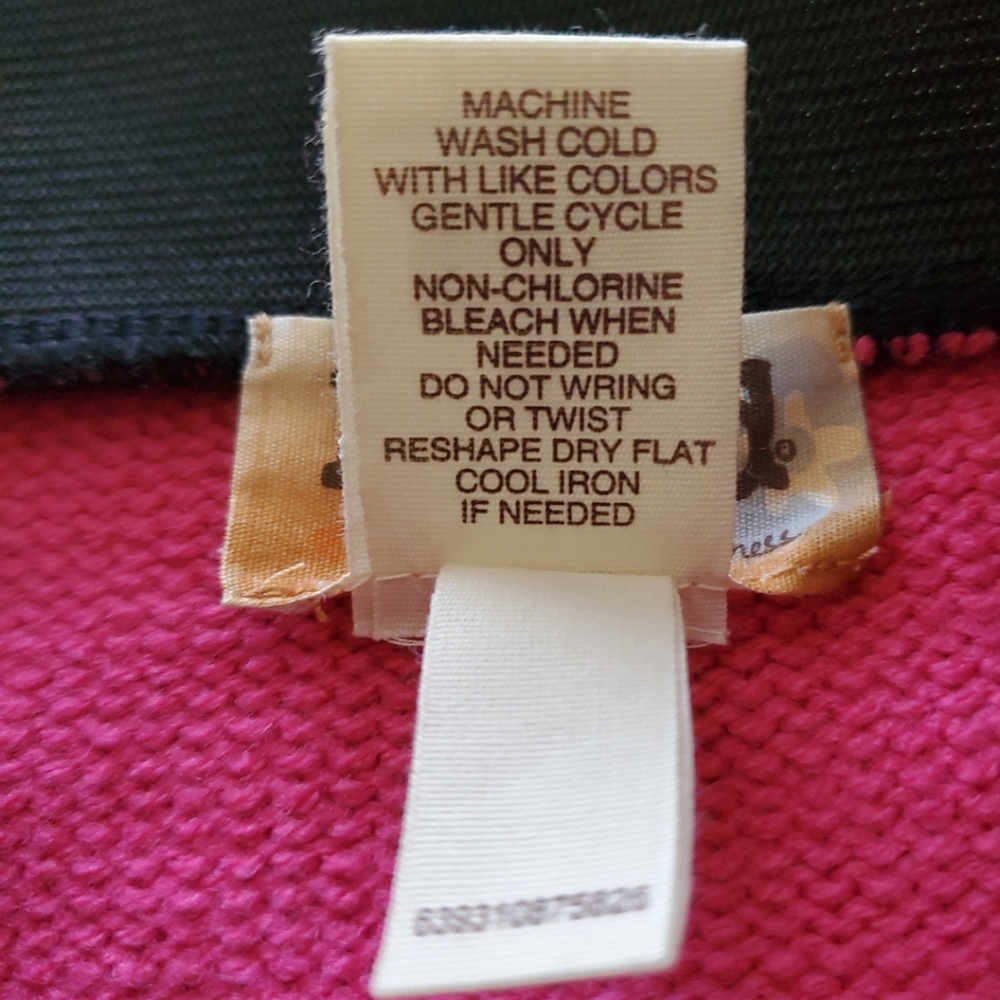 MACHINE
WASH COLD
WITH LIKE COLORS
GENTLE CYCLE
ONLY
NON-CHLORINE
BLEACH WHEN
NEEDED
DO NOT WRING
OR TWIST
RESHAPE DRY FLAT
COOL IRON
IF NEEDED